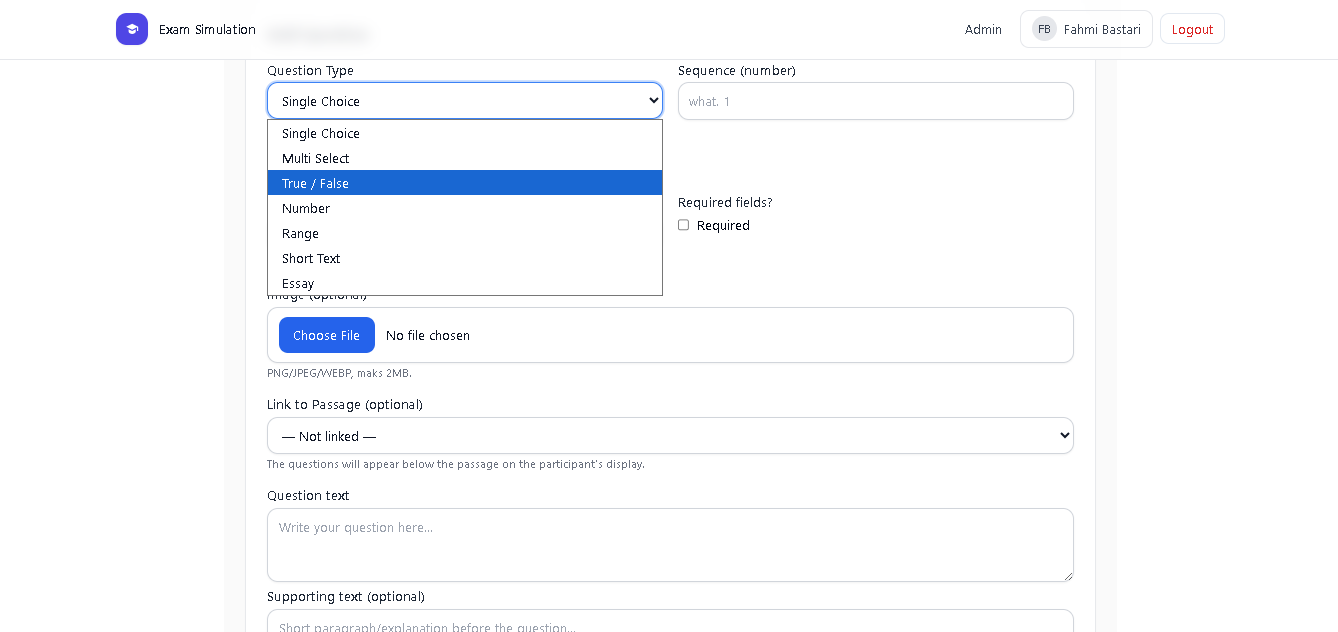 Exam Simulation
Admin
FB
Fahmi Bastari
Logout
Question Type
Sequence (number)
Single Choice
what. 1
Single Choice
Multi Select
True / False
Number
Range
Short Text
Essay
Required fields?
Required
Image (optional)
Choose File
No file chosen
PNG/JPEG/WEBP, maks 2MB.
Link to Passage (optional)
— Not linked —
The questions will appear below the passage on the participant's display.
Question text
Write your question here...
Supporting text (optional)
Short paragraph/explanation before the question...